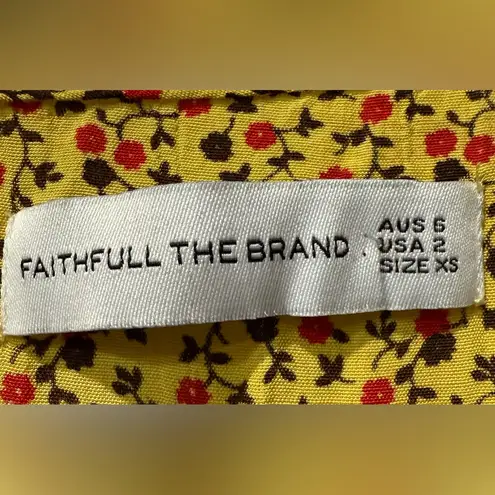 FAITHFULL THE BRAND
AUS 6
USA 2
SIZE XS